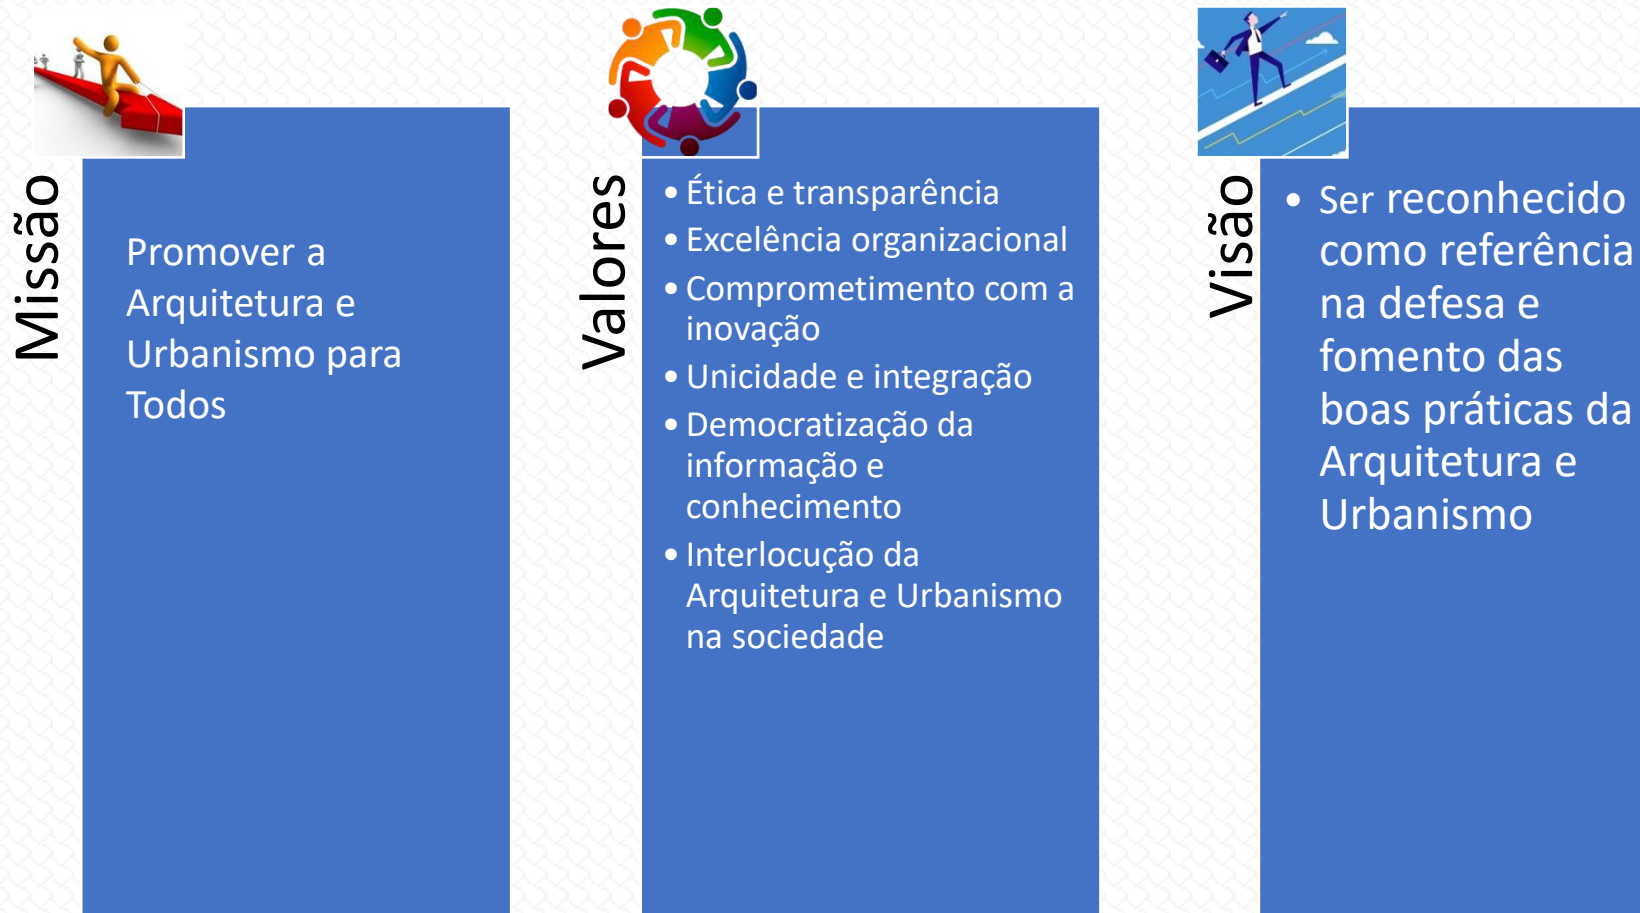 Missão
Promover a
Arquitetura e
Urbanismo para
Todos
Valores
• Ética e transparência
• Excelência organizacional
• Comprometimento com a
inovação
• Unicidade e integração
• Democratização da
informação e
conhecimento
• Interlocução da
Arquitetura e Urbanismo
na sociedade
Visão
• Ser reconhecido
como referência
na defesa e
fomento das
boas práticas da
Arquitetura e
Urbanismo